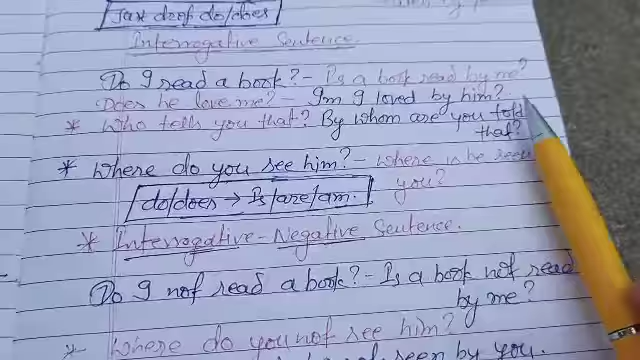 do/does
Interrogative Sentence
Do I read a book? - Is a book read by me?
Does he love me? - Im I loved by him?
* Who tells you that? By whom are you told
that?
* Where do you see him? - Where is he seen
you?
do/does → Is/are/am.
* Interrogative - Negative Sentence.
Do I not read a book? - Is a book not read
by me?
* Where do you not see him?
seen by you.